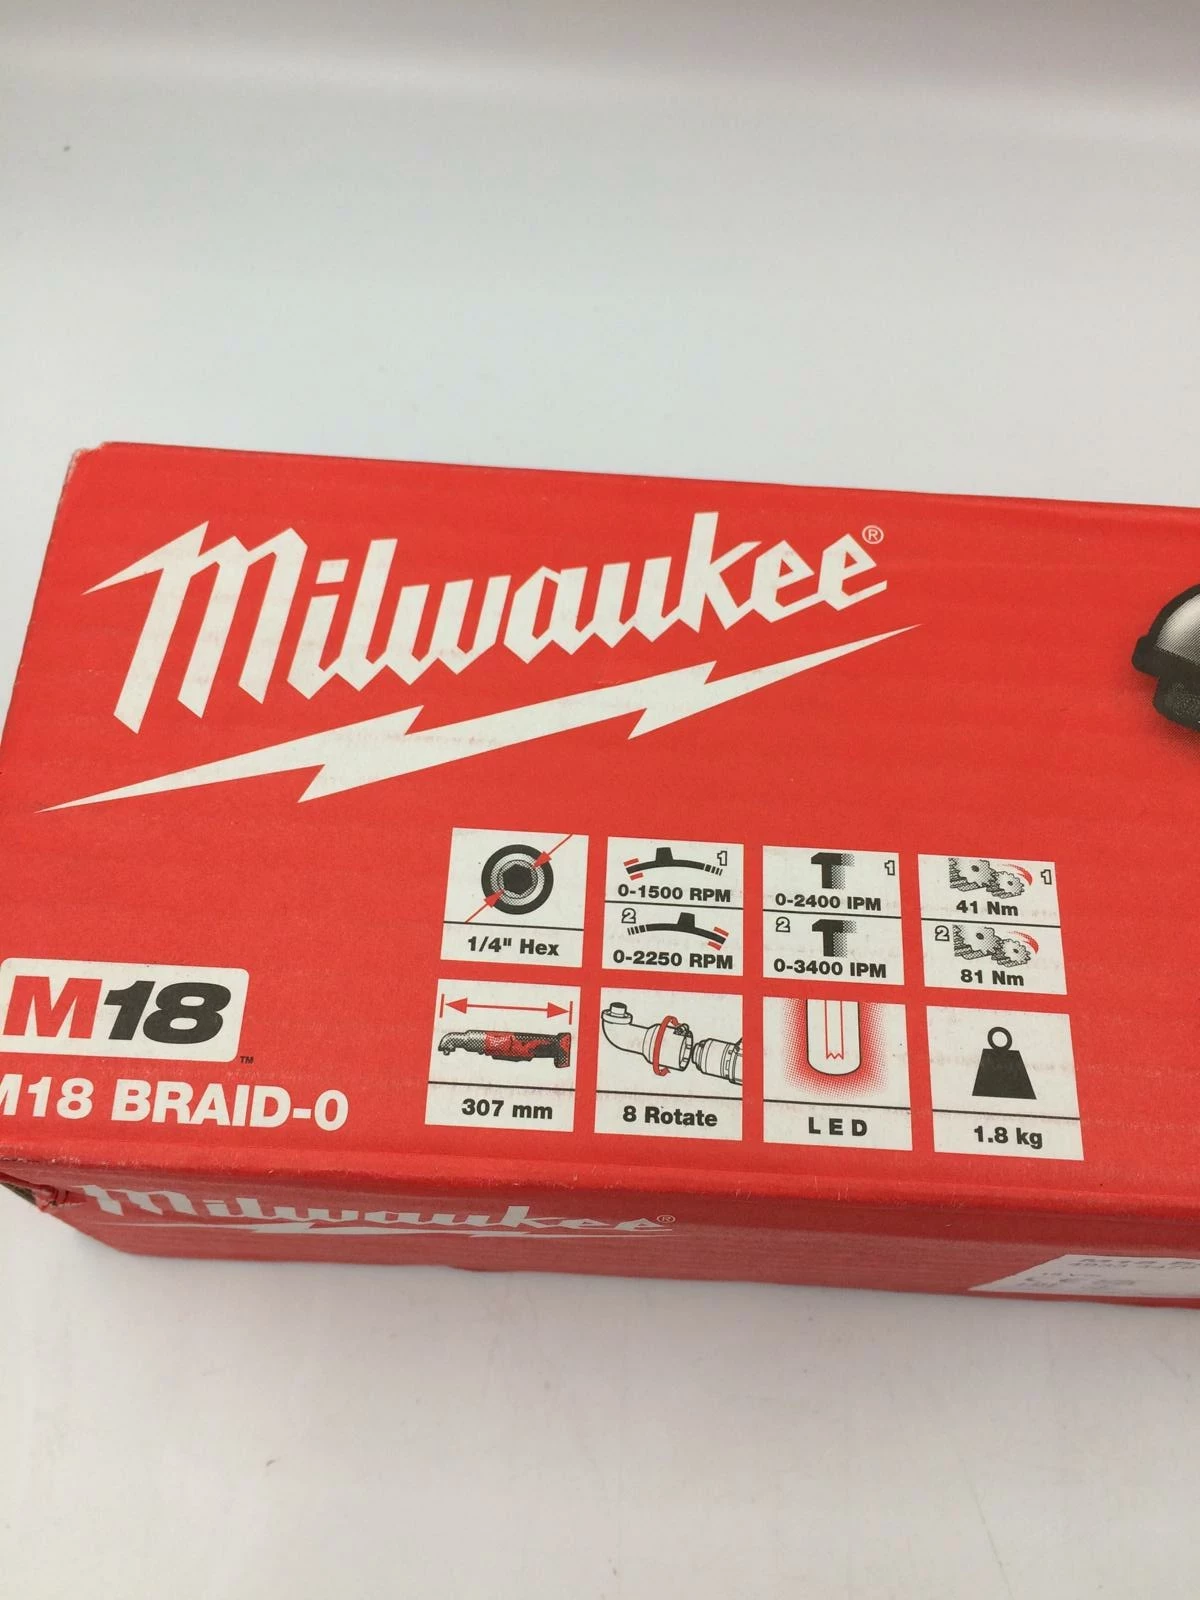 Milwaukee®
1/4" Hex
1
0-1500 RPM
2
0-2250 RPM
1
0-2400 IPM
2
0-3400 IPM
1
41 Nm
2
81 Nm
M18™
M18 BRAID-0
307 mm
8 Rotate
LED
1.8 kg
Milwaukee®